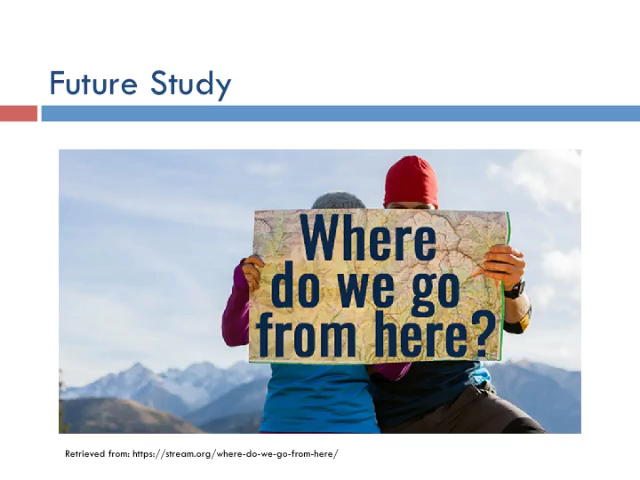 Future Study
Where
do we go
from here?
Retrieved from: https://stream.org/where-do-we-go-from-here/